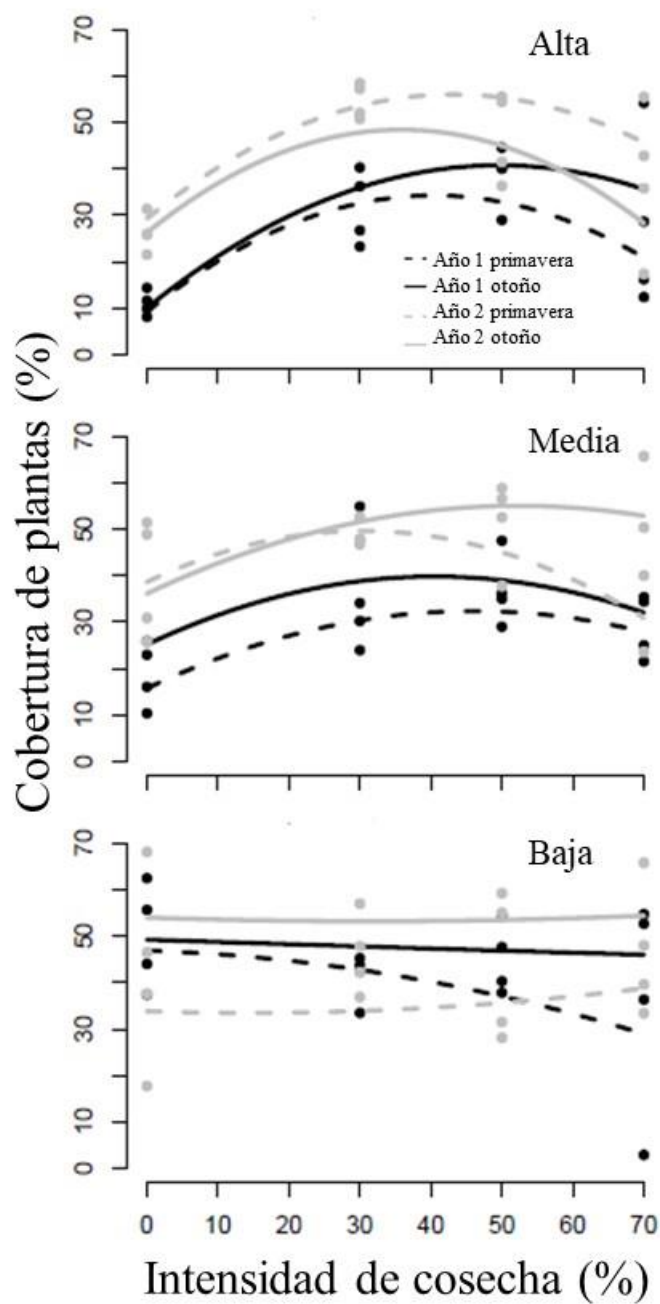 Cobertura de plantas (%)
70
50
30
10
0
Alta
Año 1 primavera
Año 1 otoño
Año 2 primavera
Año 2 otoño
70
50
30
10
0
Media
70
50
30
10
0
Baja
0 10 20 30 40 50 60 70
Intensidad de cosecha (%)